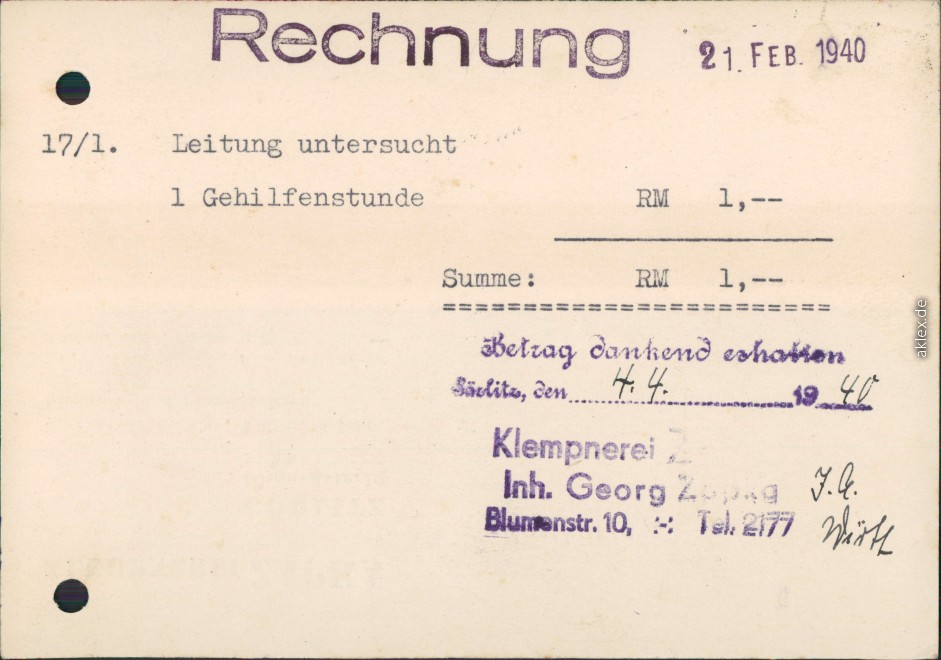 Rechnung 21. FEB. 1940
17/1. Leitung untersucht
1 Gehilfenstunde RM 1,--
Summe: RM 1,--
=========================
Betrag dankend erhalten
Görlitz, den 4.4. 1940
Klempnerei Z
Inh. Georg
Blumenstr. 10, :-: Tel. 2177
J.A.
aklex.de